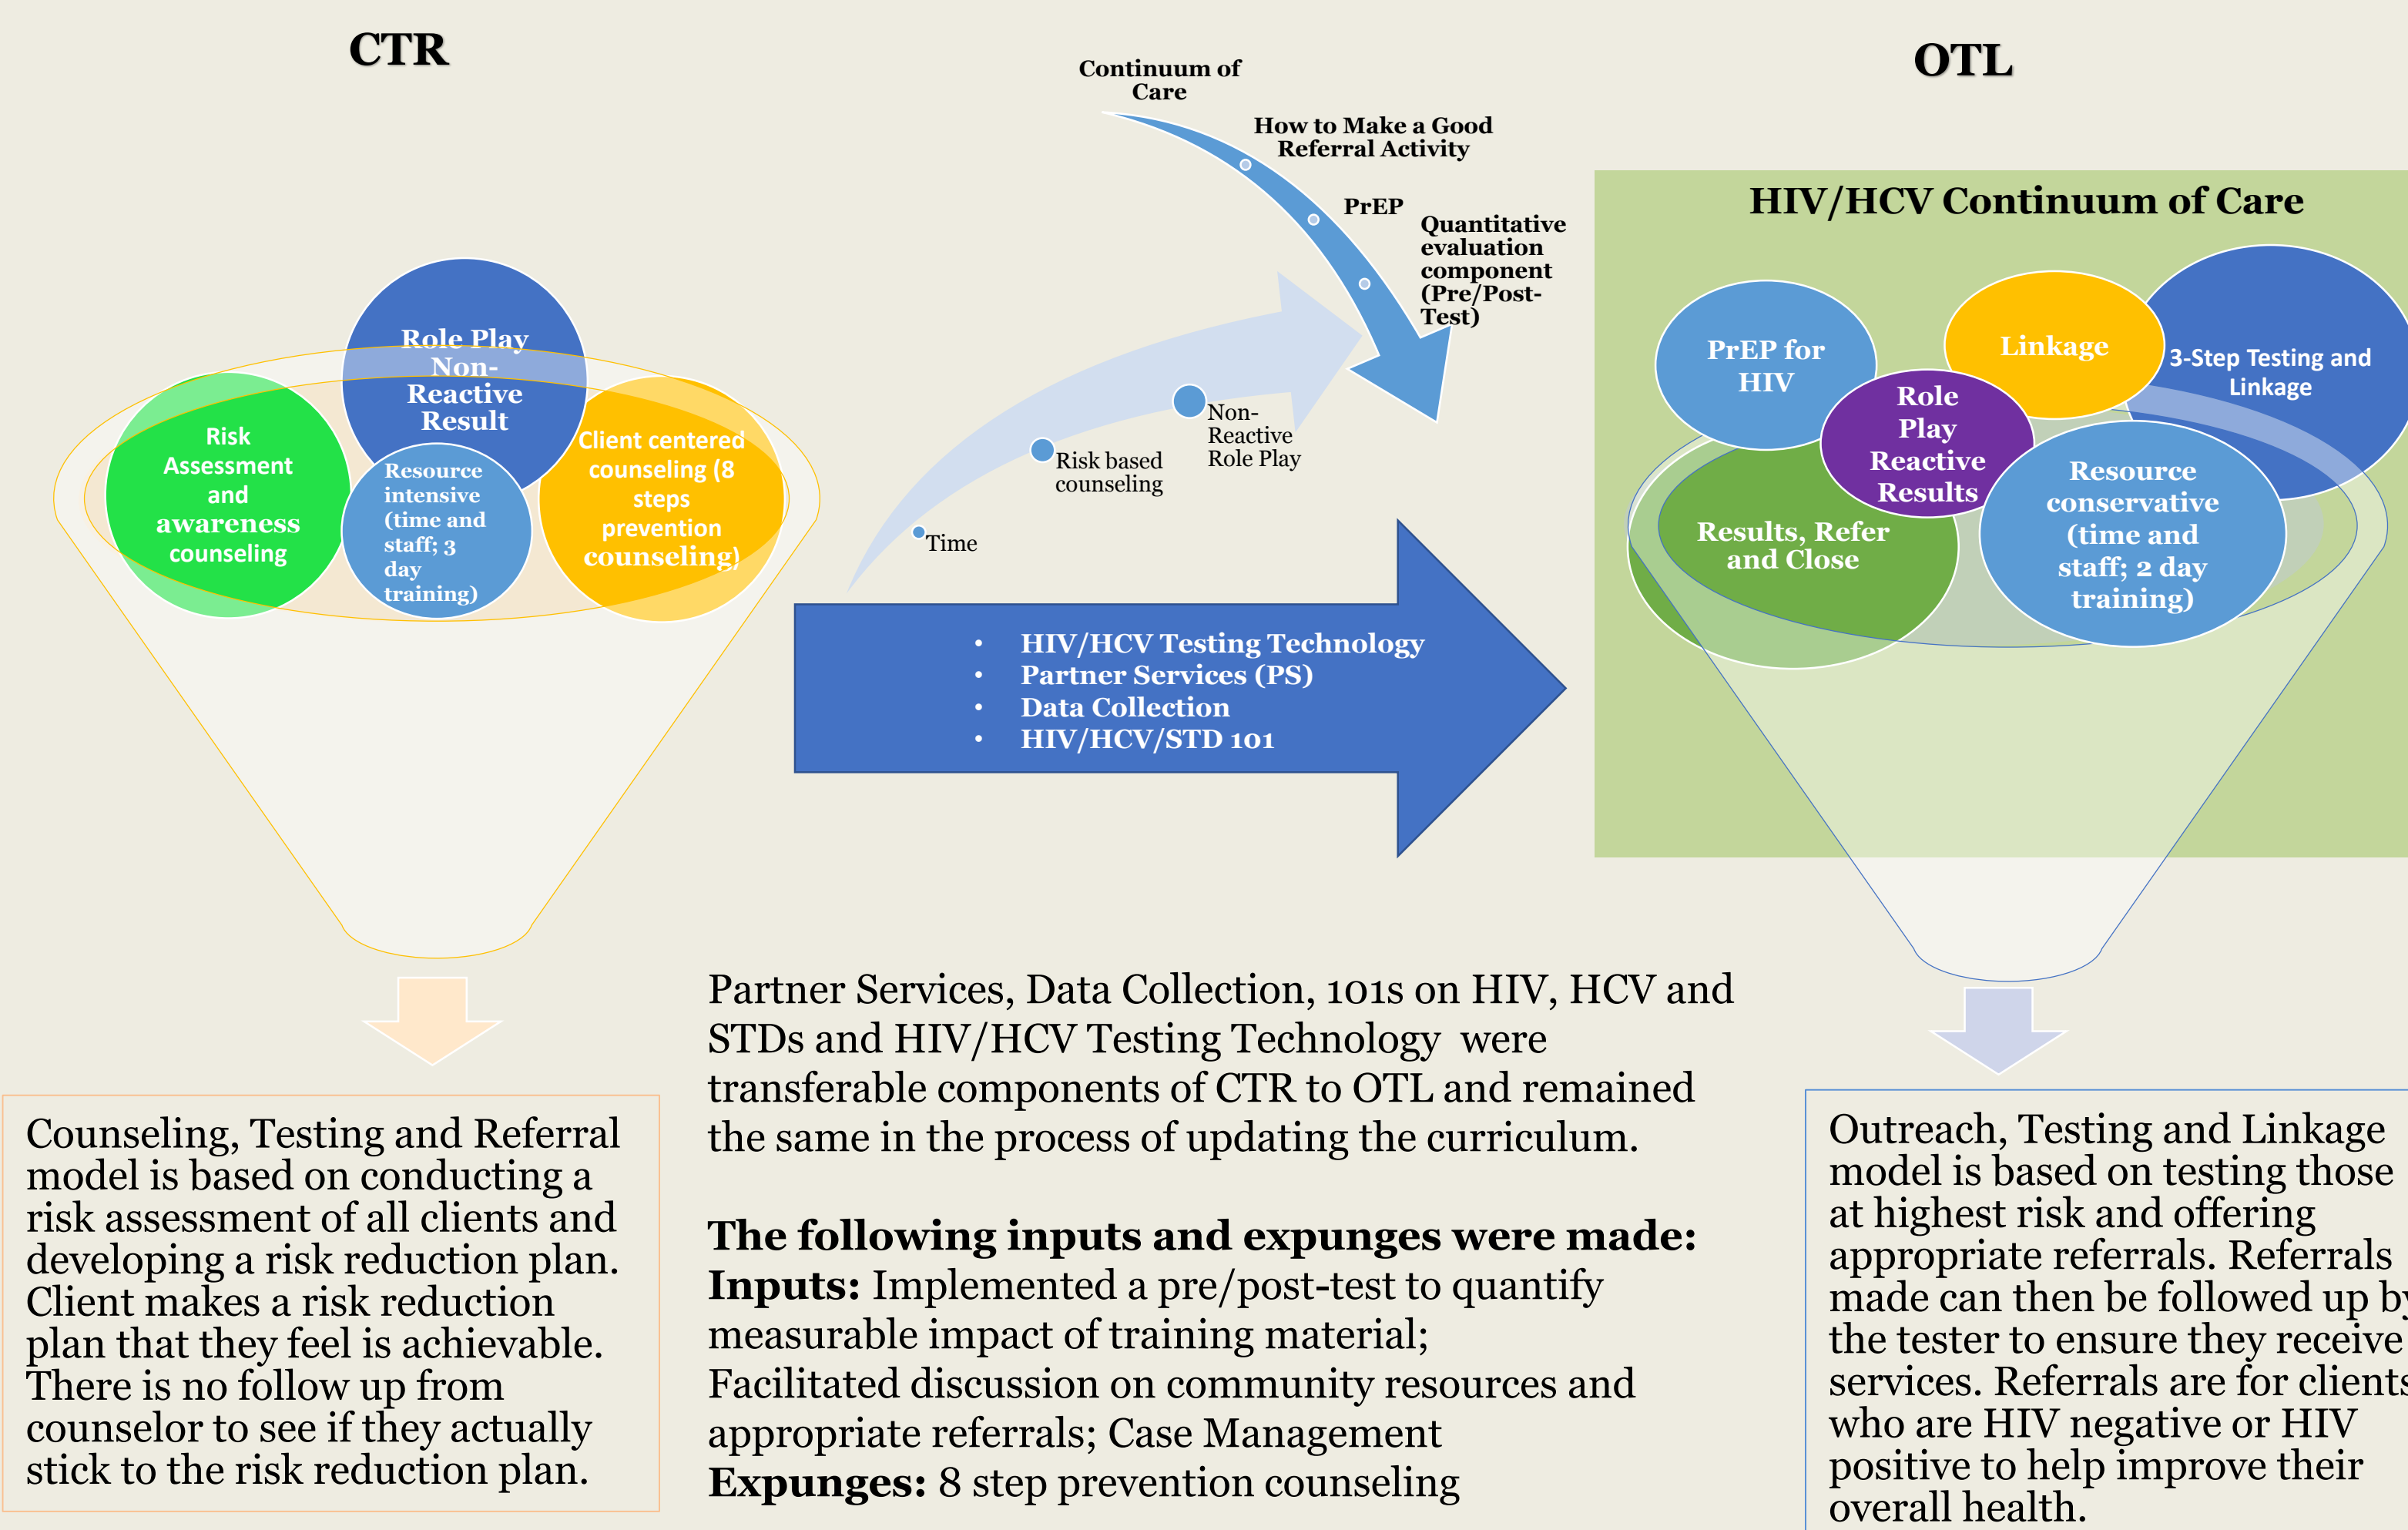 CTR
Role Play
Non-
Reactive
Result
Risk
Assessment
and
awareness
counseling
Resource
intensive
(time and
staff; 3
day
training)
Client centered
counseling (8
steps
prevention
counseling)
Counseling, Testing and Referral
model is based on conducting a
risk assessment of all clients and
developing a risk reduction plan.
Client makes a risk reduction
plan that they feel is achievable.
There is no follow up from
counselor to see if they actually
stick to the risk reduction plan.
Continuum of
Care
How to Make a Good
Referral Activity
PrEP
Quantitative
evaluation
component
(Pre/Post-
Test)
Time
Risk based
counseling
Non-
Reactive
Role Play
• HIV/HCV Testing Technology
• Partner Services (PS)
• Data Collection
• HIV/HCV/STD 101
Partner Services, Data Collection, 101s on HIV, HCV and
STDs and HIV/HCV Testing Technology were
transferable components of CTR to OTL and remained
the same in the process of updating the curriculum.
The following inputs and expunges were made:
Inputs: Implemented a pre/post-test to quantify
measurable impact of training material;
Facilitated discussion on community resources and
appropriate referrals; Case Management
Expunges: 8 step prevention counseling
OTL
HIV/HCV Continuum of Care
PrEP for
HIV
Linkage
3-Step Testing and
Linkage
Role
Play
Reactive
Results
Results, Refer
and Close
Resource
conservative
(time and
staff; 2 day
training)
Outreach, Testing and Linkage
model is based on testing those
at highest risk and offering
appropriate referrals. Referrals
made can then be followed up by
the tester to ensure they receive
services. Referrals are for clients
who are HIV negative or HIV
positive to help improve their
overall health.